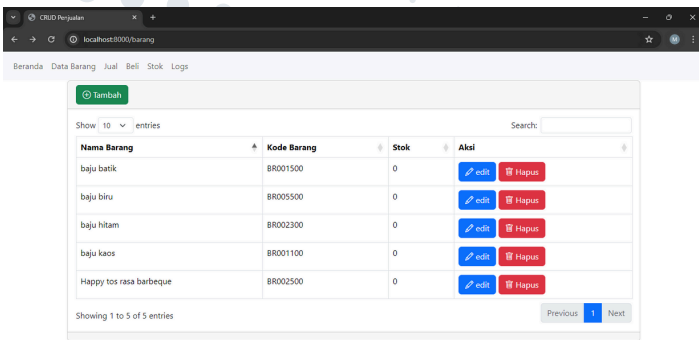 CRUD Penjualan
localhost:8000/barang
M
Beranda Data Barang Jual Beli Stok Logs
Tambah
Show 10 entries Search:
Nama Barang Kode Barang Stok Aksi
baju batik BR001500 0 edit Hapus
baju biru BR005500 0 edit Hapus
baju hitam BR002300 0 edit Hapus
baju kaos BR001100 0 edit Hapus
Happy tos rasa barbeque BR002500 0 edit Hapus
Showing 1 to 5 of 5 entries Previous 1 Next